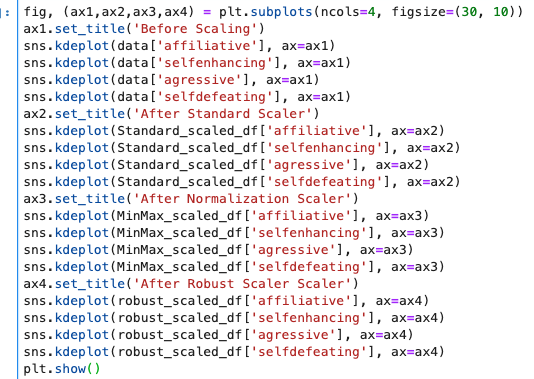 ]: fig, (ax1,ax2,ax3,ax4) = plt.subplots(ncols=4, figsize=(30, 10))
ax1.set_title('Before Scaling')
sns.kdeplot(data['affiliative'], ax=ax1)
sns.kdeplot(data['selfenhancing'], ax=ax1)
sns.kdeplot(data['agressive'], ax=ax1)
sns.kdeplot(data['selfdefeating'], ax=ax1)
ax2.set_title('After Standard Scaler')
sns.kdeplot(Standard_scaled_df['affiliative'], ax=ax2)
sns.kdeplot(Standard_scaled_df['selfenhancing'], ax=ax2)
sns.kdeplot(Standard_scaled_df['agressive'], ax=ax2)
sns.kdeplot(Standard_scaled_df['selfdefeating'], ax=ax2)
ax3.set_title('After Normalization Scaler')
sns.kdeplot(MinMax_scaled_df['affiliative'], ax=ax3)
sns.kdeplot(MinMax_scaled_df['selfenhancing'], ax=ax3)
sns.kdeplot(MinMax_scaled_df['agressive'], ax=ax3)
sns.kdeplot(MinMax_scaled_df['selfdefeating'], ax=ax3)
ax4.set_title('After Robust Scaler Scaler')
sns.kdeplot(robust_scaled_df['affiliative'], ax=ax4)
sns.kdeplot(robust_scaled_df['selfenhancing'], ax=ax4)
sns.kdeplot(robust_scaled_df['agressive'], ax=ax4)
sns.kdeplot(robust_scaled_df['selfdefeating'], ax=ax4)
plt.show()